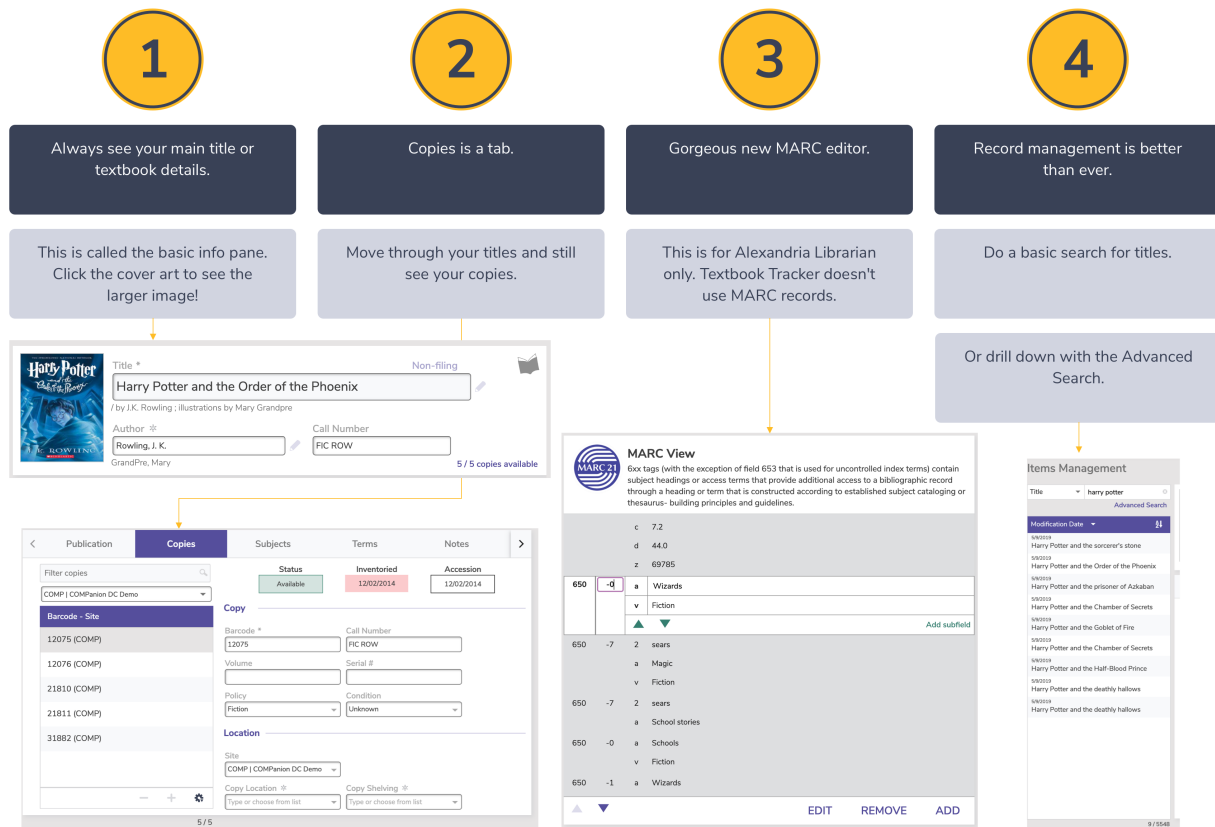 1
2
3
4
Always see your main title or
textbook details.
Copies is a tab.
Gorgeous new MARC editor.
Record management is better
than ever.
This is called the basic info pane.
Click the cover art to see the
larger image!
Move through your titles and still
see your copies.
This is for Alexandria Librarian
only. Textbook Tracker doesn't
use MARC records.
Do a basic search for titles.
Or drill down with the Advanced
Search.
Harry Potter
and the
Order of the Phoenix
J. K. ROWLING
Title *
Non-filing
Harry Potter and the Order of the Phoenix
/ by J.K. Rowling ; illustrations by Mary Grandpre
Author *
Call Number
Rowling, J. K.
FIC ROW
GrandPre, Mary
5 / 5 copies available
< Publication Copies Subjects Terms Notes >
Filter copies
COMP | COMPanion DC Demo
Barcode - Site
12075 (COMP)
12076 (COMP)
21810 (COMP)
21811 (COMP)
31882 (COMP)
− +
5 / 5
Status Inventoried Accession
Available 12/02/2014 12/02/2014
Copy
Barcode * Call Number
12075 FIC ROW
Volume Serial #
Policy Condition
Fiction Unknown
Location
Site
COMP | COMPanion DC Demo
Copy Location * Copy Shelving *
Type or choose from list Type or choose from list
MARC 21
MARC View
6xx tags (with the exception of field 653 that is used for uncontrolled index terms) contain
subject headings or access terms that provide additional access to a bibliographic record
through a heading or term that is constructed according to established subject cataloging or
thesaurus- building principles and guidelines.
c 7.2
d 44.0
z 69785
650 -0 a Wizards
v Fiction
Add subfield
650 -7 2 sears
a Magic
v Fiction
650 -7 2 sears
a School stories
650 -0 a Schools
v Fiction
650 -1 a Wizards
EDIT REMOVE ADD
Items Management
Title harry potter
Advanced Search
Modification Date
5/9/2019
Harry Potter and the sorcerer's stone
5/9/2019
Harry Potter and the Order of the Phoenix
5/9/2019
Harry Potter and the prisoner of Azkaban
5/9/2019
Harry Potter and the Chamber of Secrets
5/9/2019
Harry Potter and the Goblet of Fire
5/9/2019
Harry Potter and the Chamber of Secrets
5/9/2019
Harry Potter and the Half-Blood Prince
5/9/2019
Harry Potter and the deathly hallows
5/9/2019
Harry Potter and the deathly hallows
9 / 5548